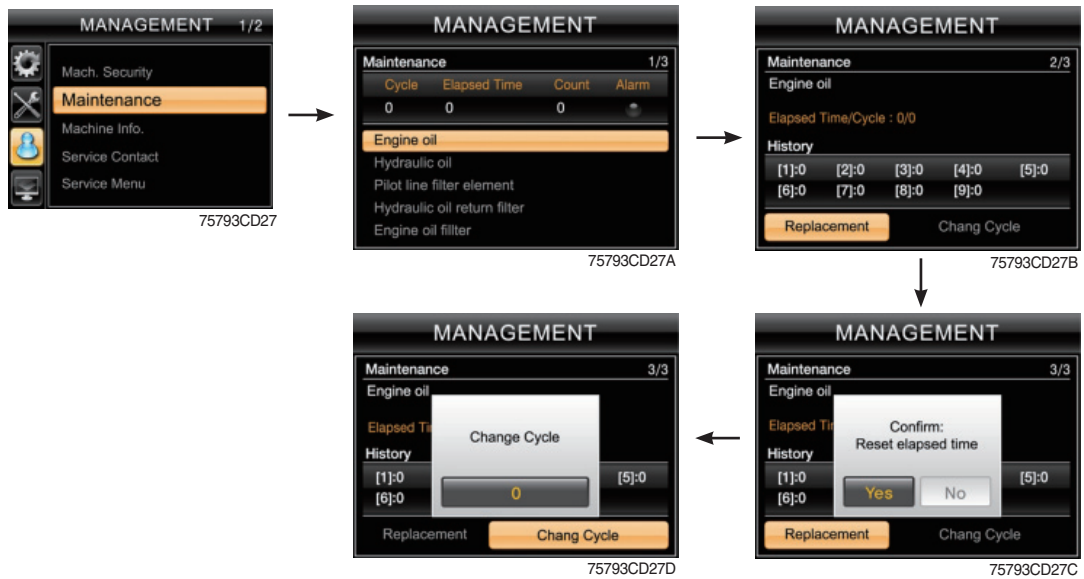 MANAGEMENT 1/2
Mach. Security
Maintenance
Machine Info.
Service Contact
Service Menu
75793CD27
MANAGEMENT
Maintenance 1/3
Cycle Elapsed Time Count Alarm
0 0 0
Engine oil
Hydraulic oil
Pilot line filter element
Hydraulic oil return filter
Engine oil fillter
75793CD27A
MANAGEMENT
Maintenance 2/3
Engine oil
Elapsed Time/Cycle : 0/0
History
[1]:0 [2]:0 [3]:0 [4]:0 [5]:0
[6]:0 [7]:0 [8]:0 [9]:0
Replacement Chang Cycle
75793CD27B
MANAGEMENT
Maintenance 3/3
Engine oil
Elapsed Ti
Change Cycle
History
[1]:0 [5]:0
[6]:0
0
Replacement Chang Cycle
75793CD27D
MANAGEMENT
Maintenance 3/3
Engine oil
Elapsed Tir
Confirm:
Reset elapsed time
History
[1]:0 [5]:0
[6]:0
Yes No
Replacement Chang Cycle
75793CD27C